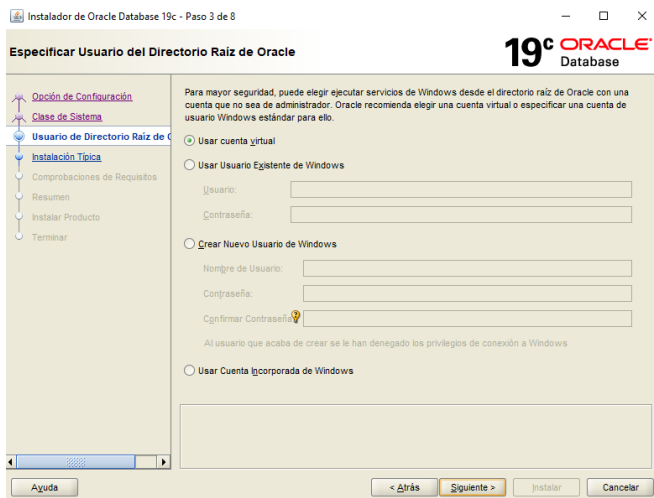 Instalador de Oracle Database 19c - Paso 3 de 8
Especificar Usuario del Directorio Raíz de Oracle
19c ORACLE
Database
Opción de Configuración
Clase de Sistema
Usuario de Directorio Raíz de
Instalación Típica
Comprobaciones de Requisitos
Resumen
Instalar Producto
Terminar
Para mayor seguridad, puede elegir ejecutar servicios de Windows desde el directorio raíz de Oracle con una
cuenta que no sea de administrador. Oracle recomienda elegir una cuenta virtual o especificar una cuenta de
usuario Windows estándar para ello.
Usar cuenta virtual
Usar Usuario Existente de Windows
Usuario:
Contraseña:
Crear Nuevo Usuario de Windows
Nombre de Usuario:
Contraseña:
Confirmar Contraseña
Al usuario que acaba de crear se le han denegado los privilegios de conexión a Windows
Usar Cuenta Incorporada de Windows
Ayuda
< Atrás
Siguiente >
Instalar
Cancelar